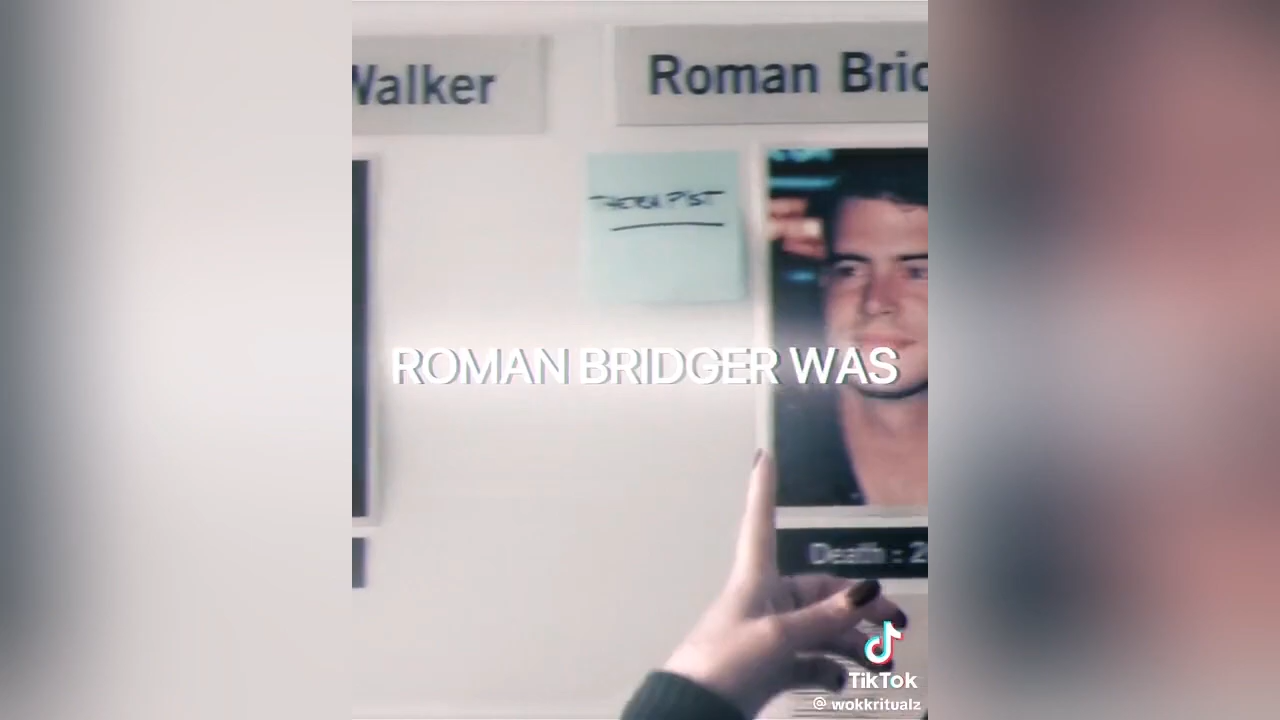 Walker
Roman Bric
THERAPIST
ROMAN BRIDGER WAS
Death : 2
TikTok
@ wokkritualz